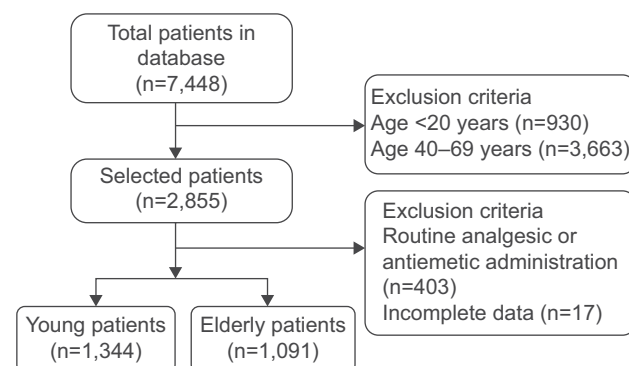 Total patients in
database
(n=7,448)
Exclusion criteria
Age <20 years (n=930)
Age 40–69 years (n=3,663)
Selected patients
(n=2,855)
Exclusion criteria
Routine analgesic or
antiemetic administration
(n=403)
Incomplete data (n=17)
Young patients
(n=1,344)
Elderly patients
(n=1,091)